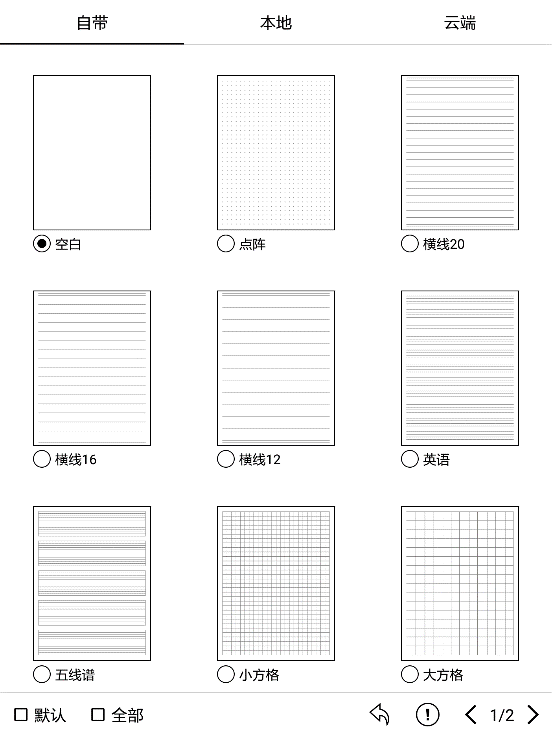 自带 本地 云端
空白 点阵 横线20
横线16 横线12 英语
五线谱 小方格 大方格
默认 全部 1/2